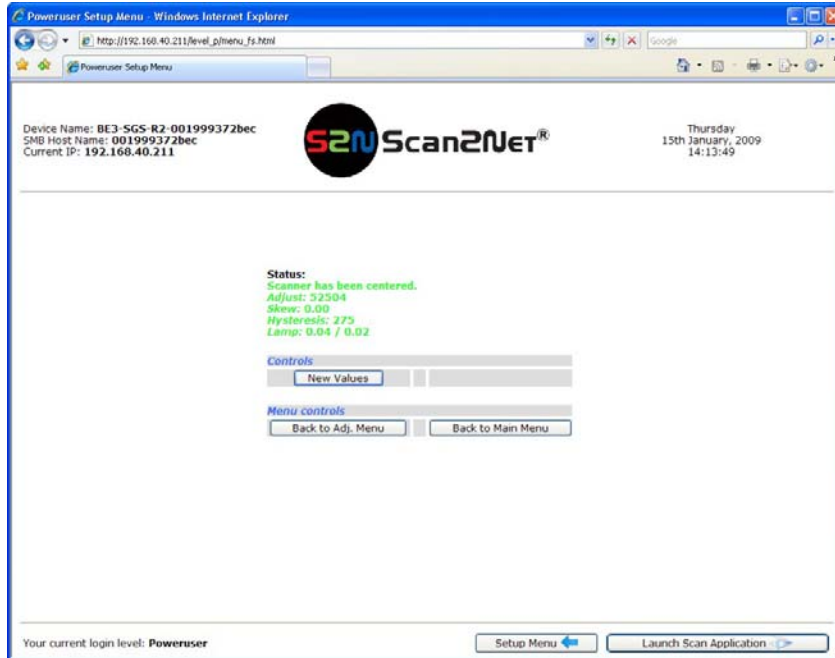 Poweruser Setup Menu - Windows Internet Explorer
http://192.168.40.211/level_p/menu_fs.html
Google
Poweruser Setup Menu
Device Name: BE3-SGS-R2-001999372bec
SMB Host Name: 001999372bec
Current IP: 192.168.40.211
S2N Scan2Net®
Thursday
15th January, 2009
14:13:49
Status:
Scanner has been centered.
Adjust: 52504
Skew: 0.00
Hysteresis: 275
Lamp: 0.04 / 0.02
Controls
New Values
Menu controls
Back to Adj. Menu
Back to Main Menu
Your current login level: Poweruser
Setup Menu
Launch Scan Application